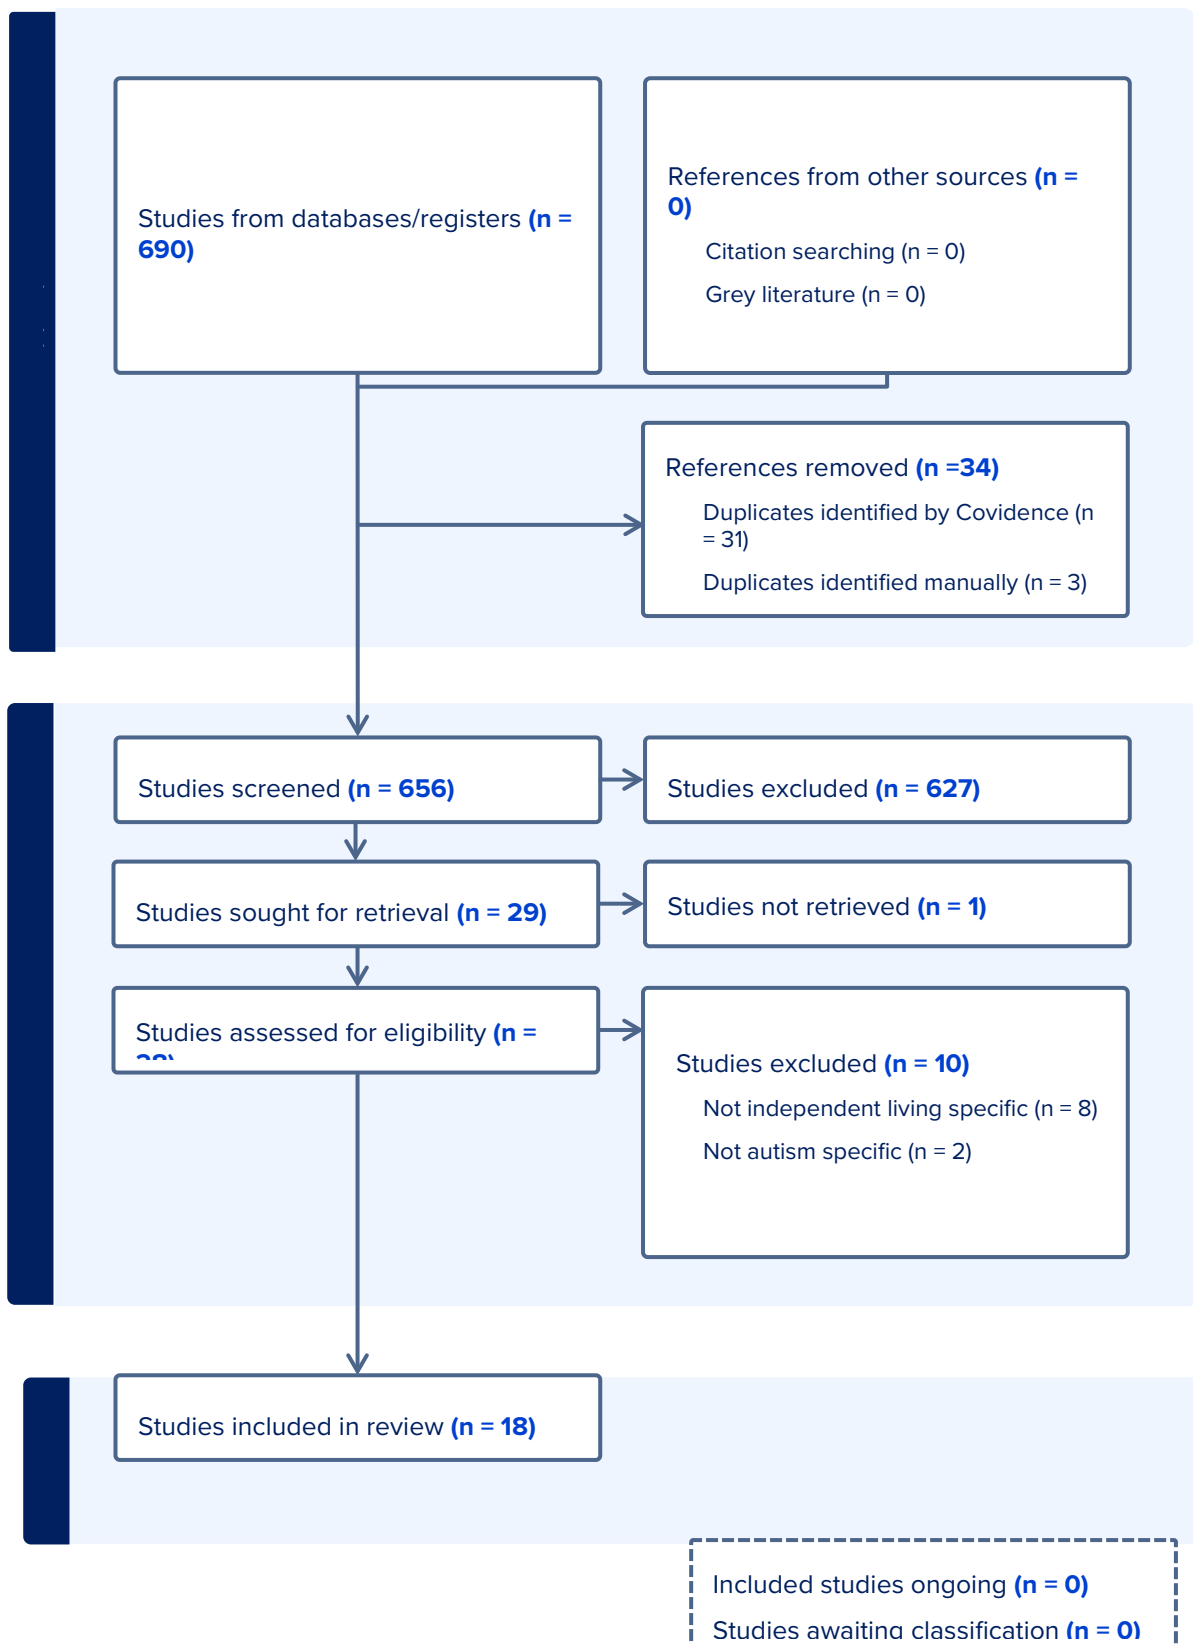 Studies from databases/registers (n =
690)
References from other sources (n =
0)
Citation searching (n = 0)
Grey literature (n = 0)
References removed (n =34)
Duplicates identified by Covidence (n
= 31)
Duplicates identified manually (n = 3)
Studies screened (n = 656)
Studies excluded (n = 627)
Studies sought for retrieval (n = 29)
Studies not retrieved (n = 1)
Studies assessed for eligibility (n =
28)
Studies excluded (n = 10)
Not independent living specific (n = 8)
Not autism specific (n = 2)
Studies included in review (n = 18)
Included studies ongoing (n = 0)
Studies awaiting classification (n = 0)